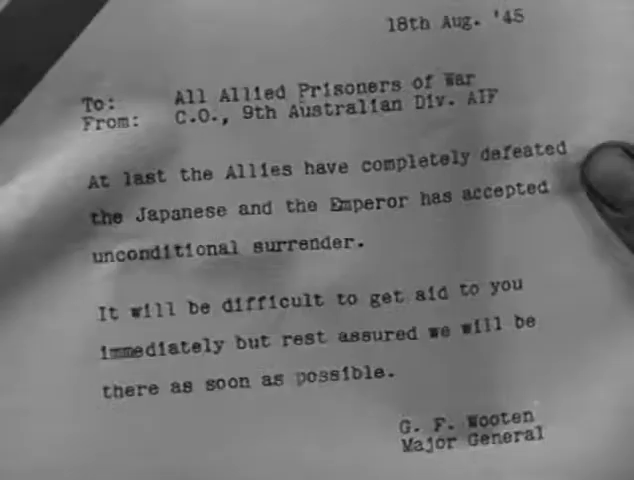 18th Aug. '45
To: All Allied Prisoners of War
From: C.O., 9th Australian Div. AIF
At last the Allies have completely defeated
the Japanese and the Emperor has accepted
unconditional surrender.
It will be difficult to get aid to you
immediately but rest assured we will be
there as soon as possible.
G. F. Wooten
Major General